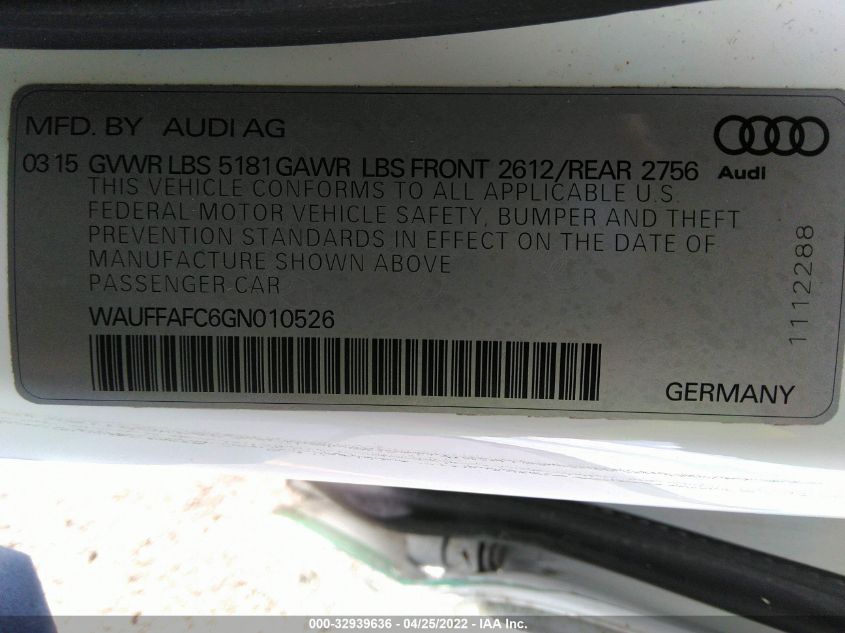 MFD. BY AUDI AG
03 15 GVWR LBS 5181 GAWR LBS FRONT 2612/REAR 2756
Audi
THIS VEHICLE CONFORMS TO ALL APPLICABLE U.S.
FEDERAL MOTOR VEHICLE SAFETY, BUMPER AND THEFT
PREVENTION STANDARDS IN EFFECT ON THE DATE OF
MANUFACTURE SHOWN ABOVE
PASSENGER CAR
1112288
WAUFFAFC6GN010526
GERMANY
000-32939636 - 04/25/2022 - IAA Inc.